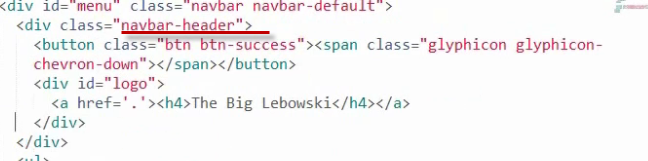 <div id="menu" class="navbar navbar-default">
<div class="navbar-header">
<button class="btn btn-success"><span class="glyphicon glyphicon-
chevron-down"></span></button>
<div id="logo">
<a href='.'><h4>The Big Lebowski</h4></a>
</div>
</div>
<ul>